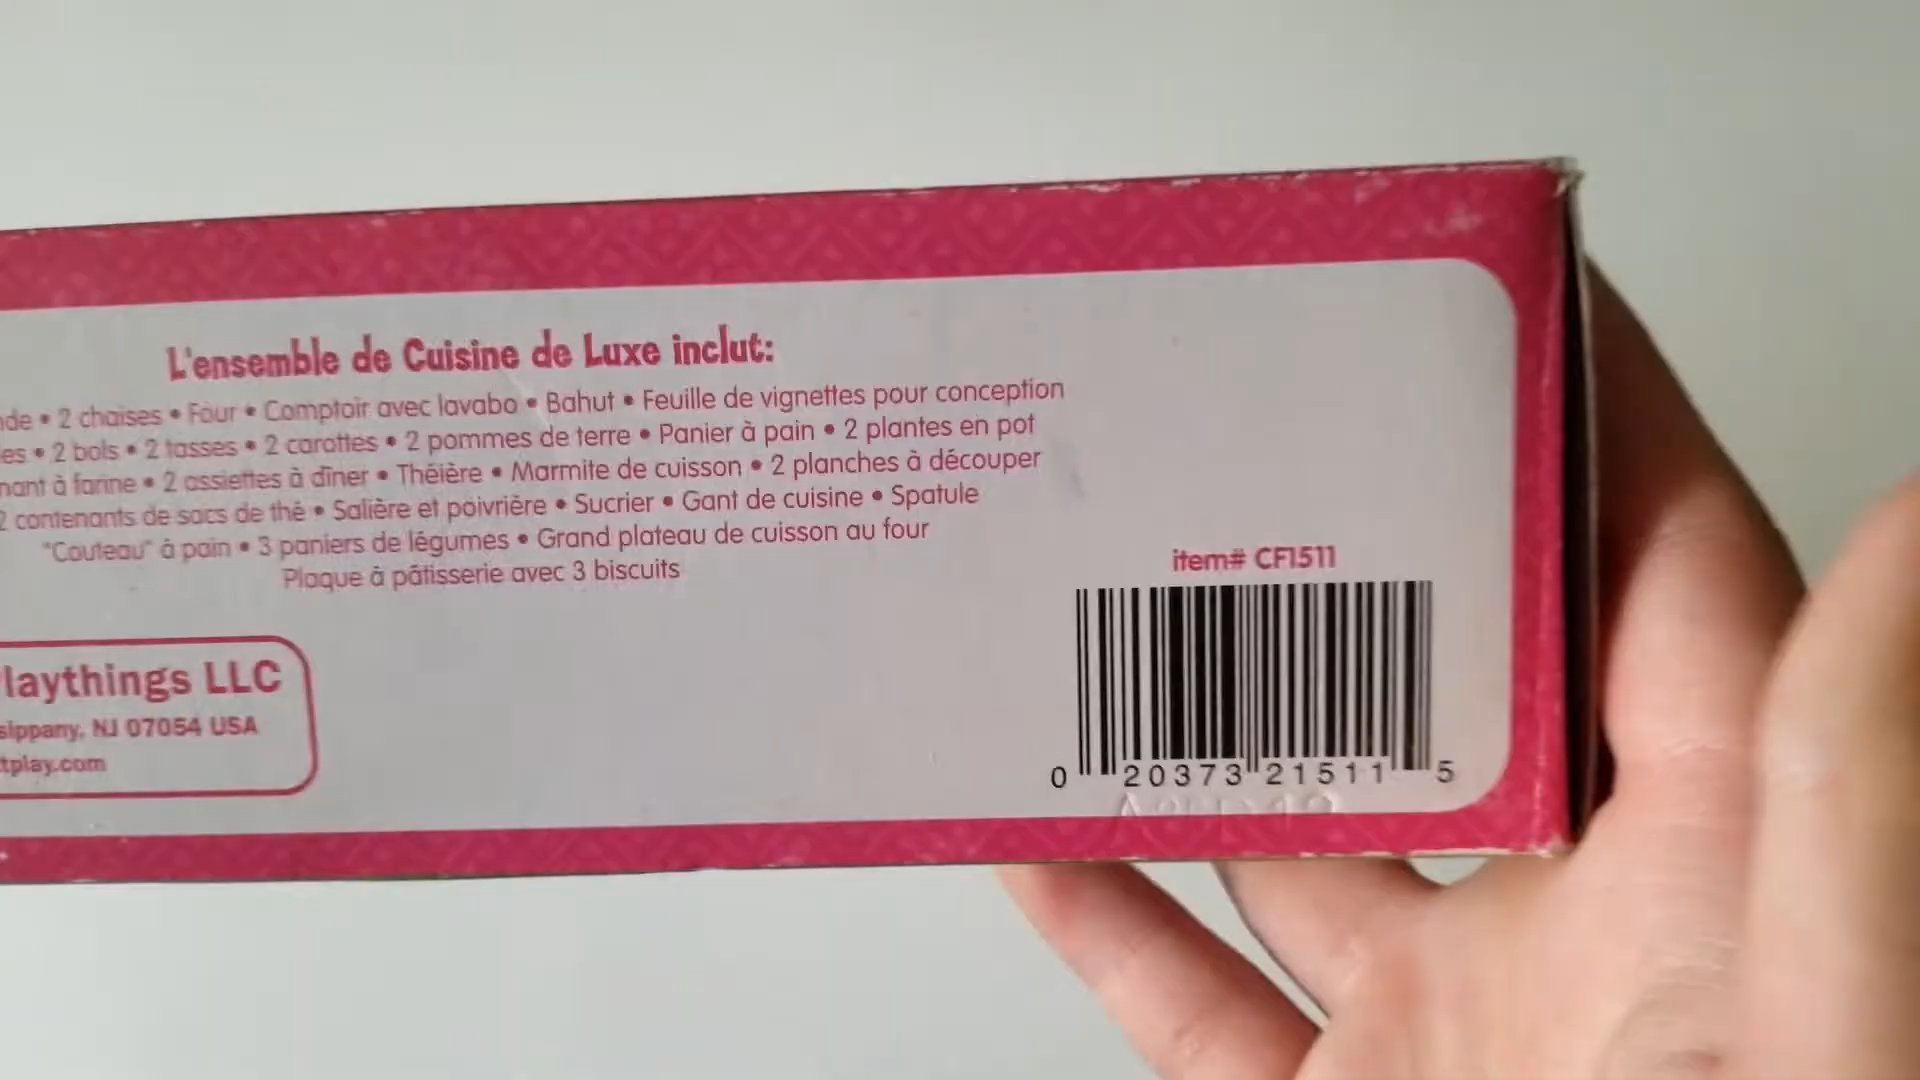 L'ensemble de Cuisine de Luxe inclut:
• 2 chaises • Four • Comptoir avec lavabo • Bahut • Feuille de vignettes pour conception
• 2 bols • 2 tasses • 2 carottes • 2 pommes de terre • Panier à pain • 2 plantes en pot
à farine • 2 assiettes à dîner • Théière • Marmite de cuisson • 2 planches à découper
2 contenants de sacs de thé • Salière et poivrière • Sucrier • Gant de cuisine • Spatule
"Couteau" à pain • 3 paniers de légumes • Grand plateau de cuisson au four
Plaque à pâtisserie avec 3 biscuits
item# CF1511
0 20373 21511 5
laythings LLC
sippany, NJ 07054 USA
tplay.com